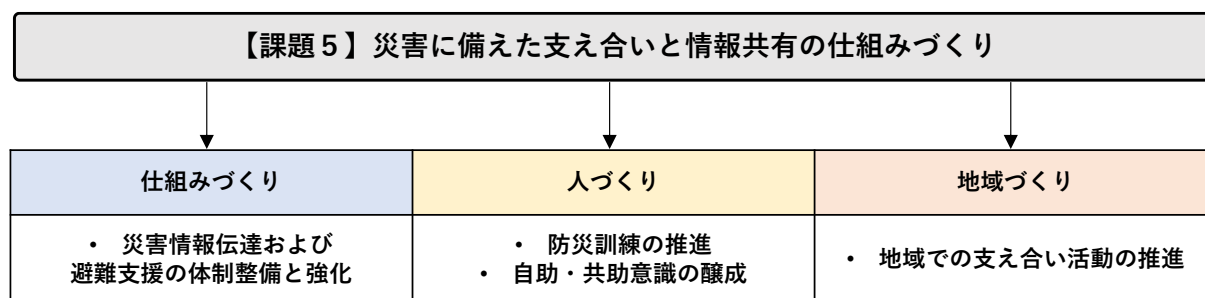 【課題５】災害に備えた支え合いと情報共有の仕組みづくり
仕組みづくり
人づくり
地域づくり
• 災害情報伝達および
避難支援の体制整備と強化
• 防災訓練の推進
• 自助・共助意識の醸成
• 地域での支え合い活動の推進